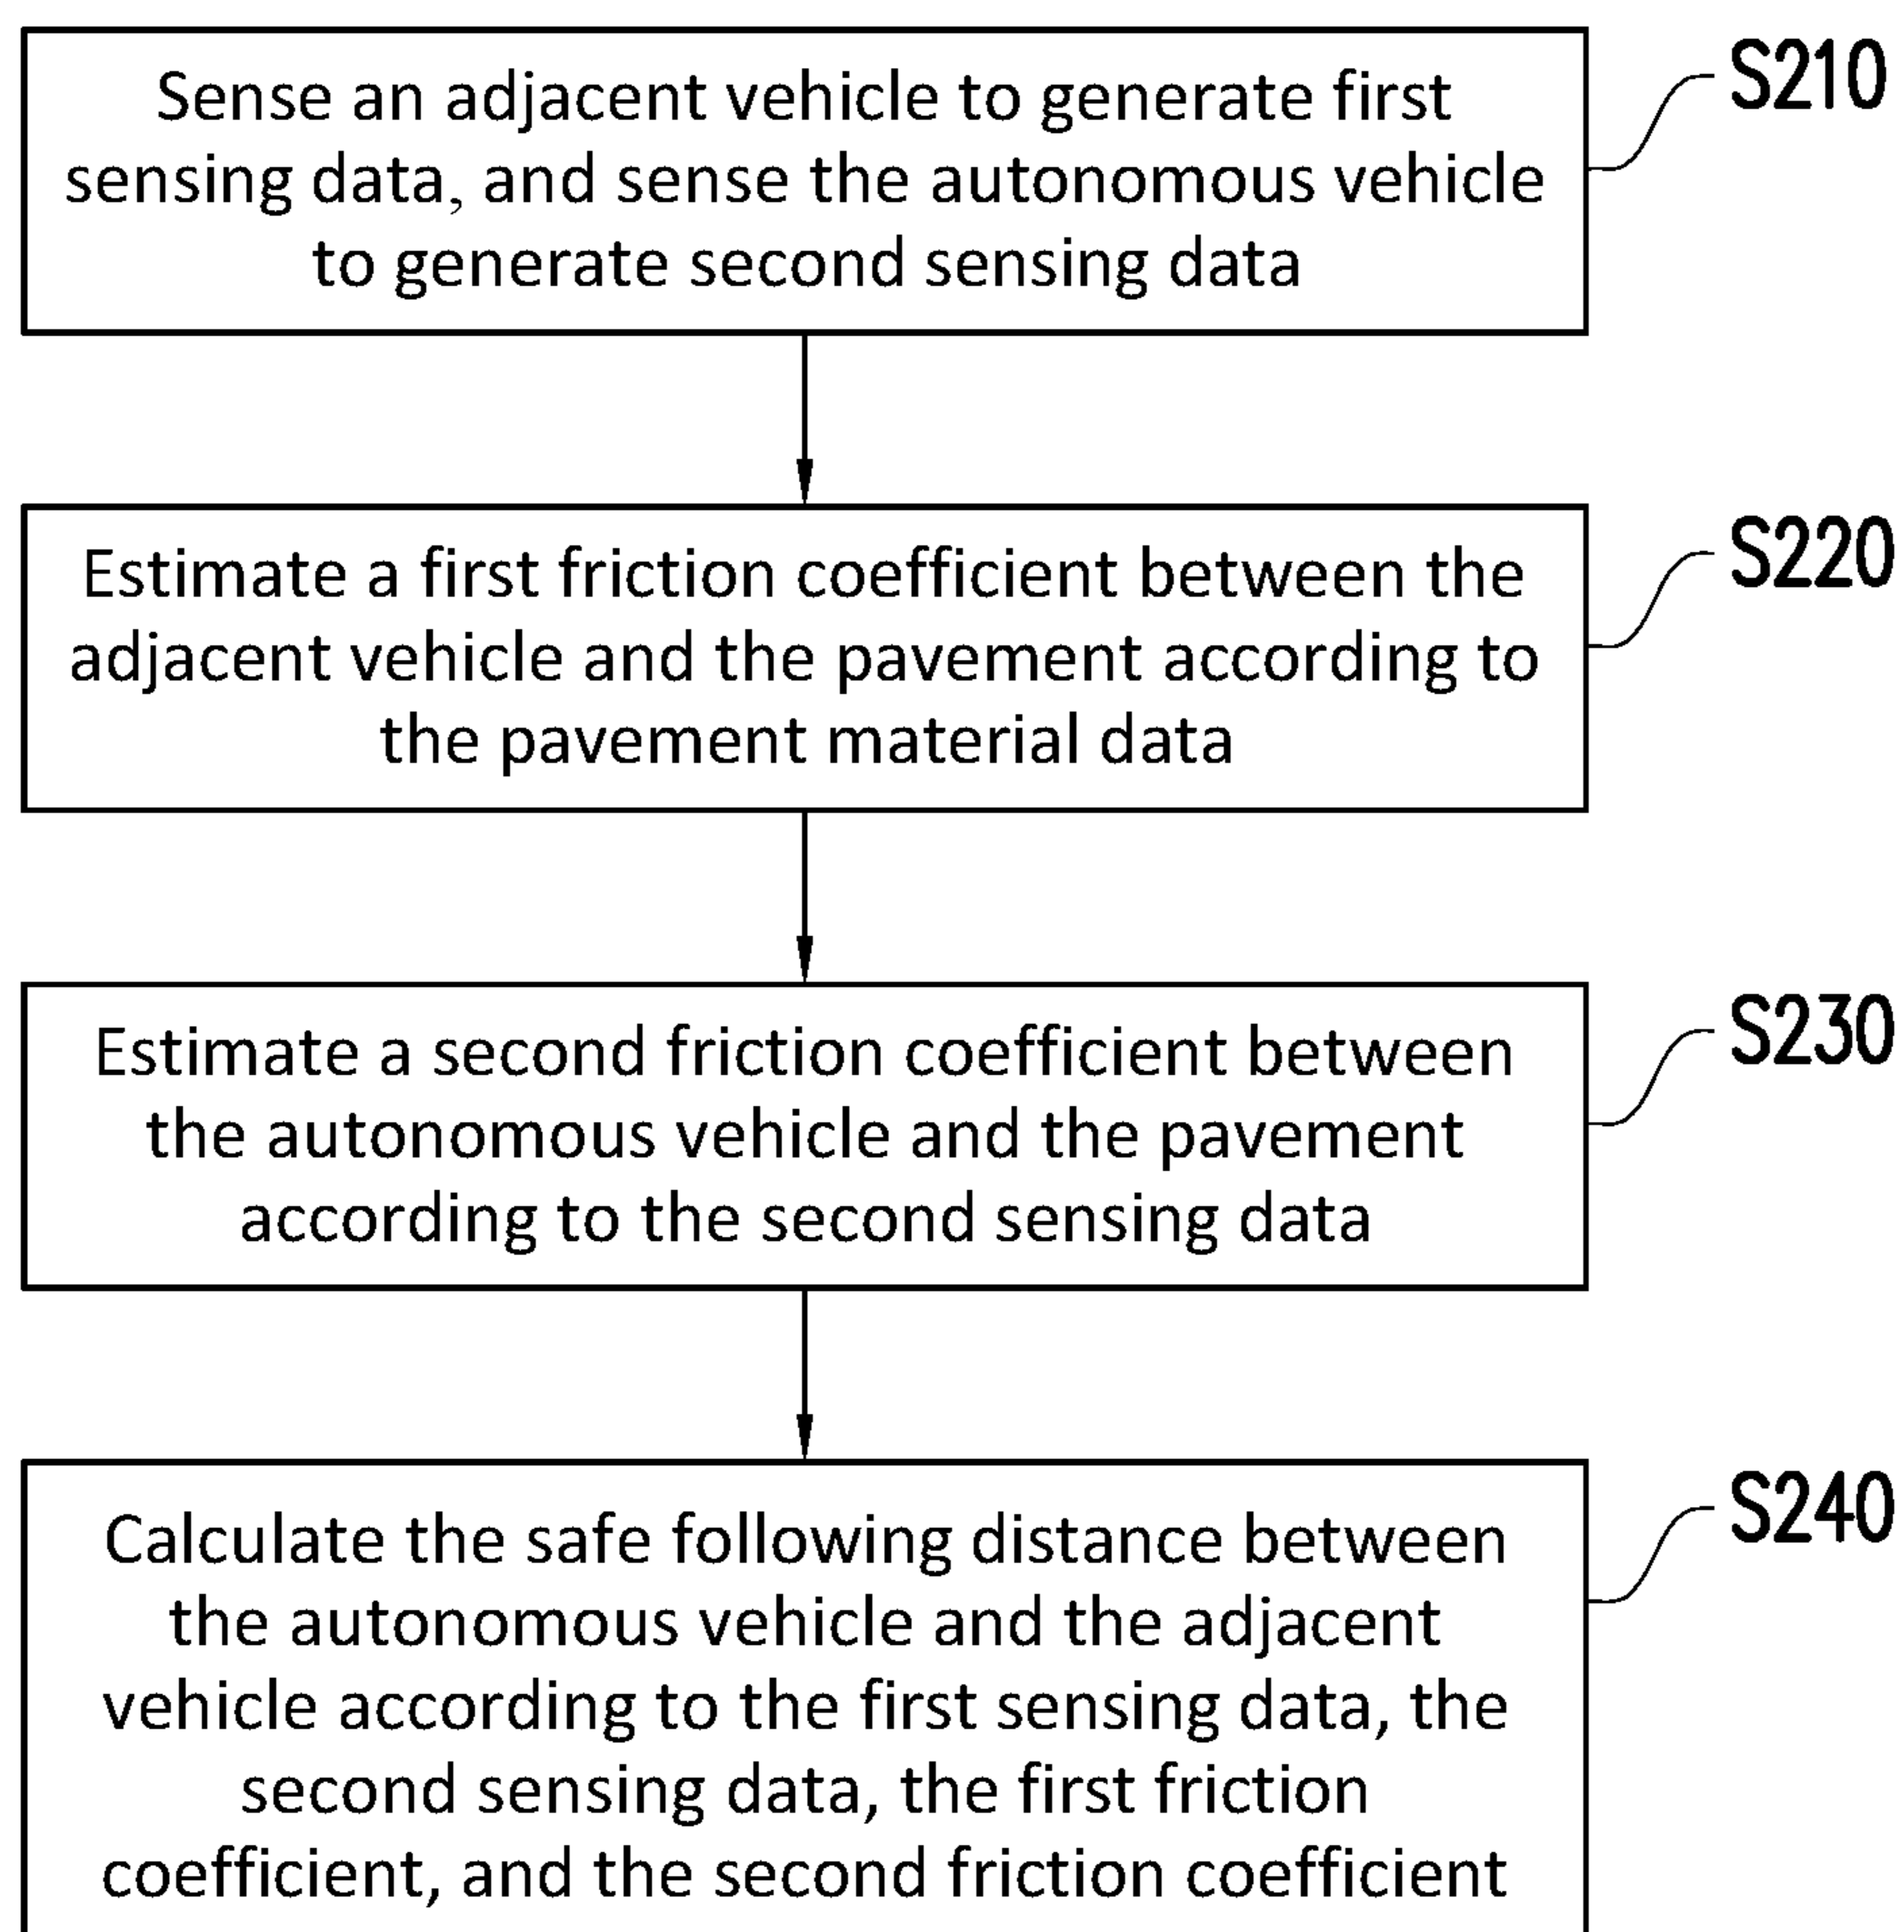 Sense an adjacent vehicle to generate first
sensing data, and sense the autonomous vehicle
to generate second sensing data
S210
Estimate a first friction coefficient between the
adjacent vehicle and the pavement according to
the pavement material data
S220
Estimate a second friction coefficient between
the autonomous vehicle and the pavement
according to the second sensing data
S230
Calculate the safe following distance between
the autonomous vehicle and the adjacent
vehicle according to the first sensing data, the
second sensing data, the first friction
coefficient, and the second friction coefficient
S240